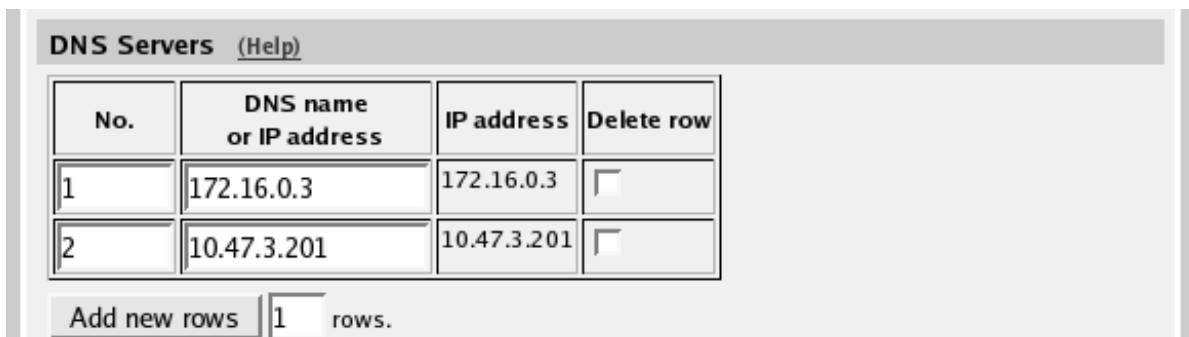 DNS Servers (Help)
No. DNS name or IP address IP address Delete row
1 172.16.0.3 172.16.0.3
2 10.47.3.201 10.47.3.201
Add new rows 1 rows.